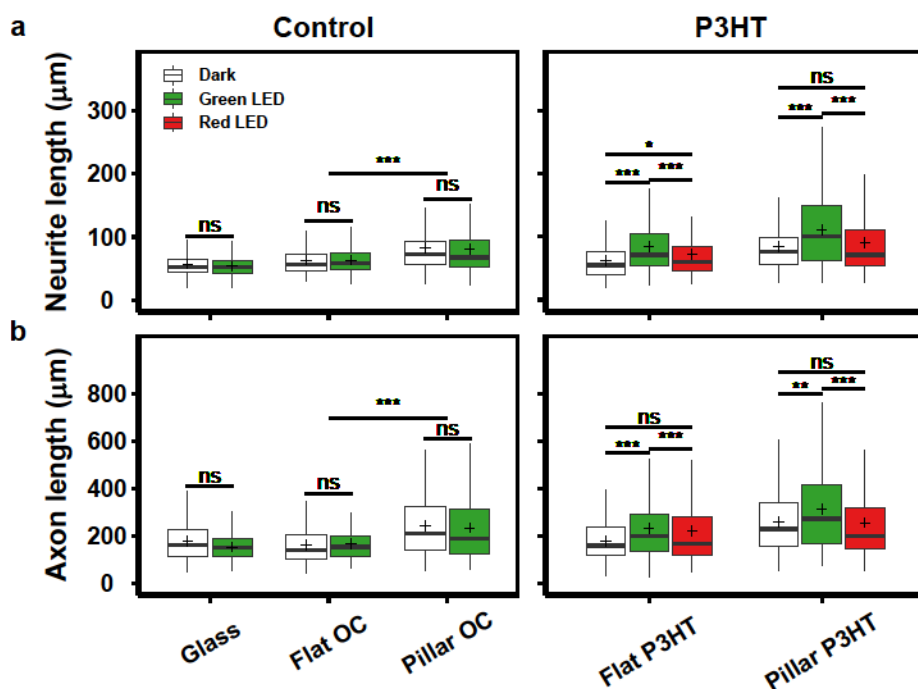 a
Control
P3HT
Neurite length (μm)
300
200
100
0
Dark
Green LED
Red LED
ns
ns
***
ns
***
*
***
***
ns
***
b
Axon length (μm)
800
600
400
200
0
ns
ns
***
ns
***
ns
***
**
ns
***
Glass
Flat OC
Pillar OC
Flat P3HT
Pillar P3HT